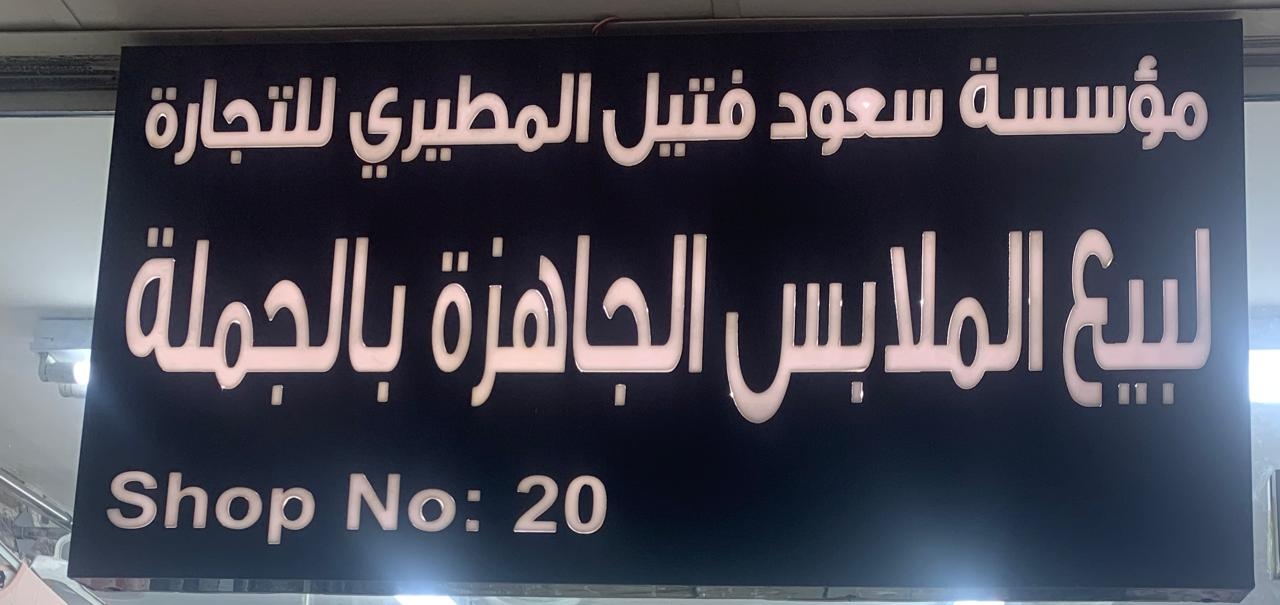 مؤسسة سعود فتيل المطيري للتجارة
لبيع الملابس الجاهزة بالجملة
Shop No: 20